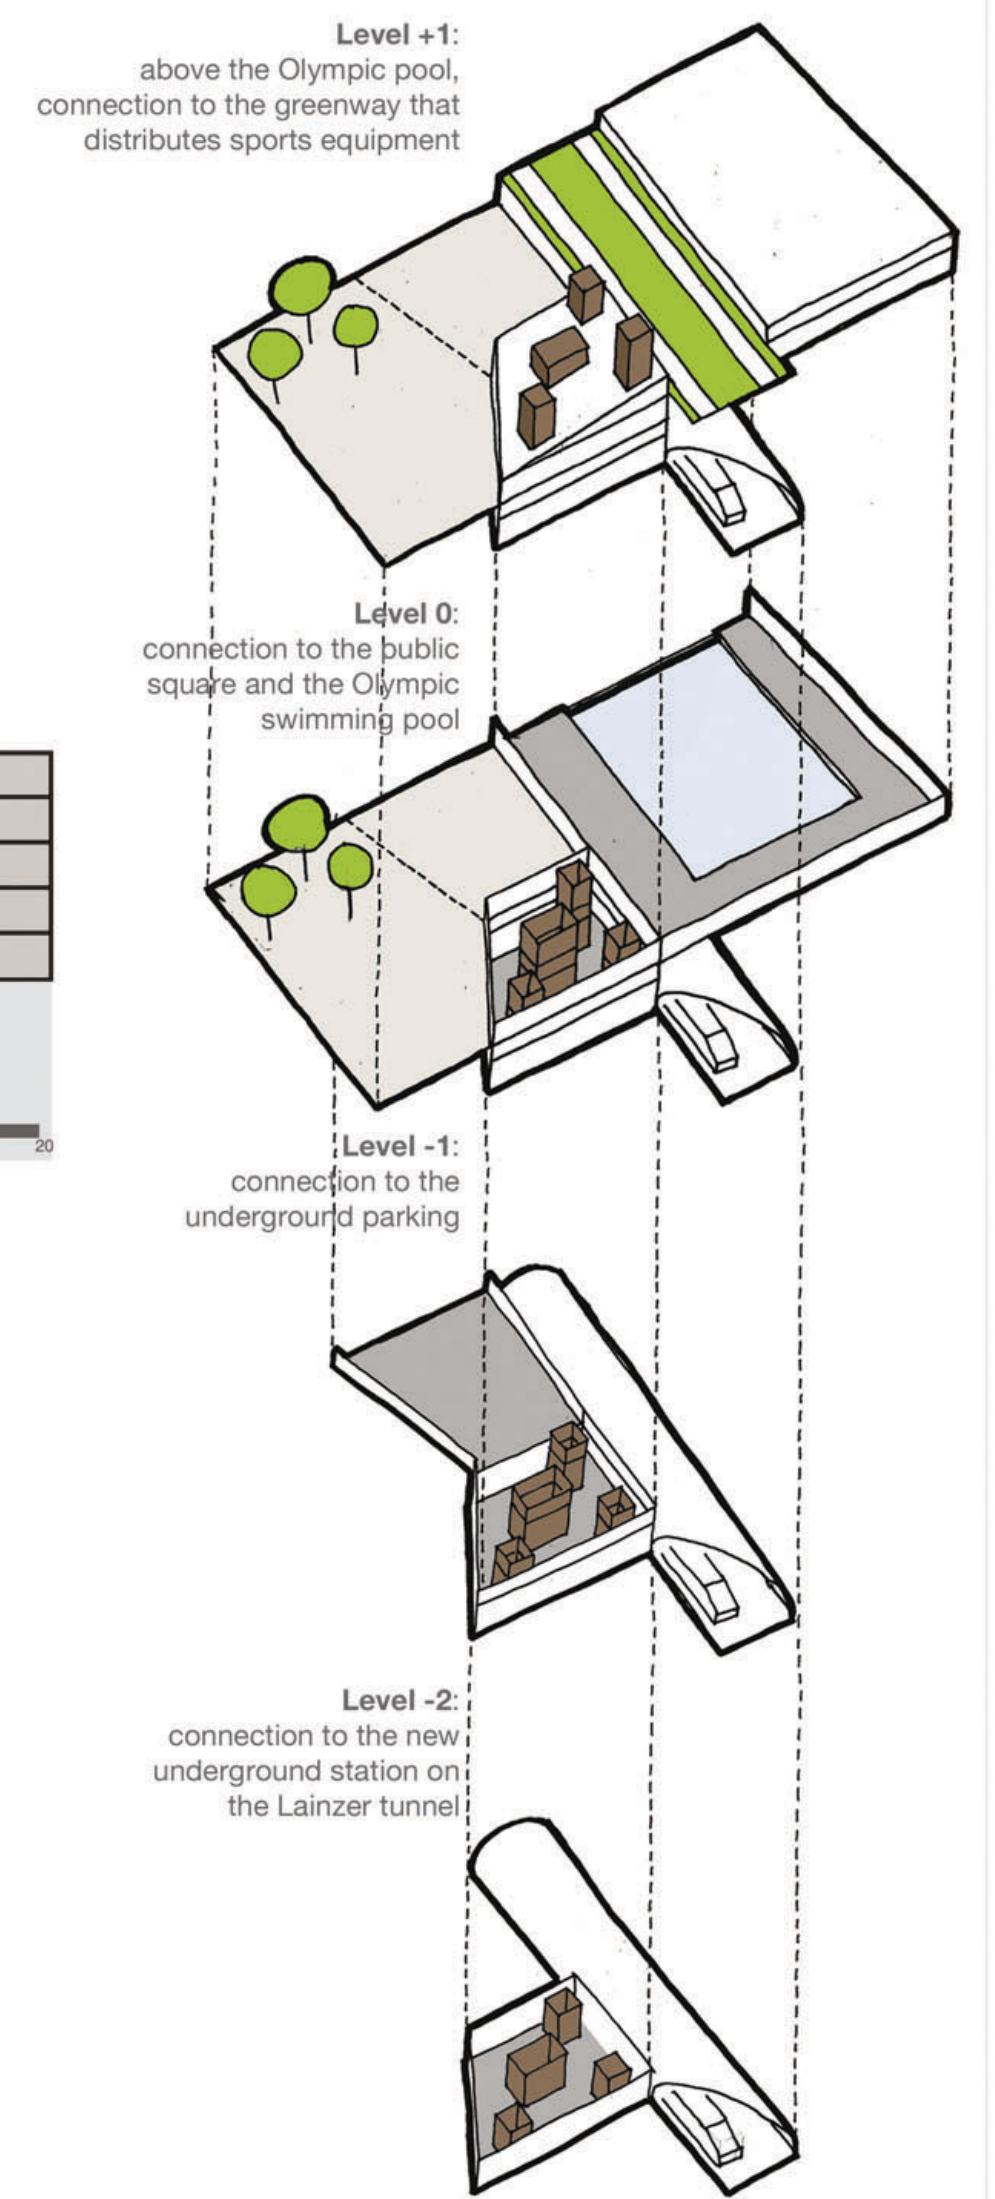 Level +1:
above the Olympic pool,
connection to the greenway that
distributes sports equipment
Level 0:
connection to the public
square and the Olympic
swimming pool
20
Level -1:
connection to the
underground parking
Level -2:
connection to the new
underground station on
the Lainzer tunnel